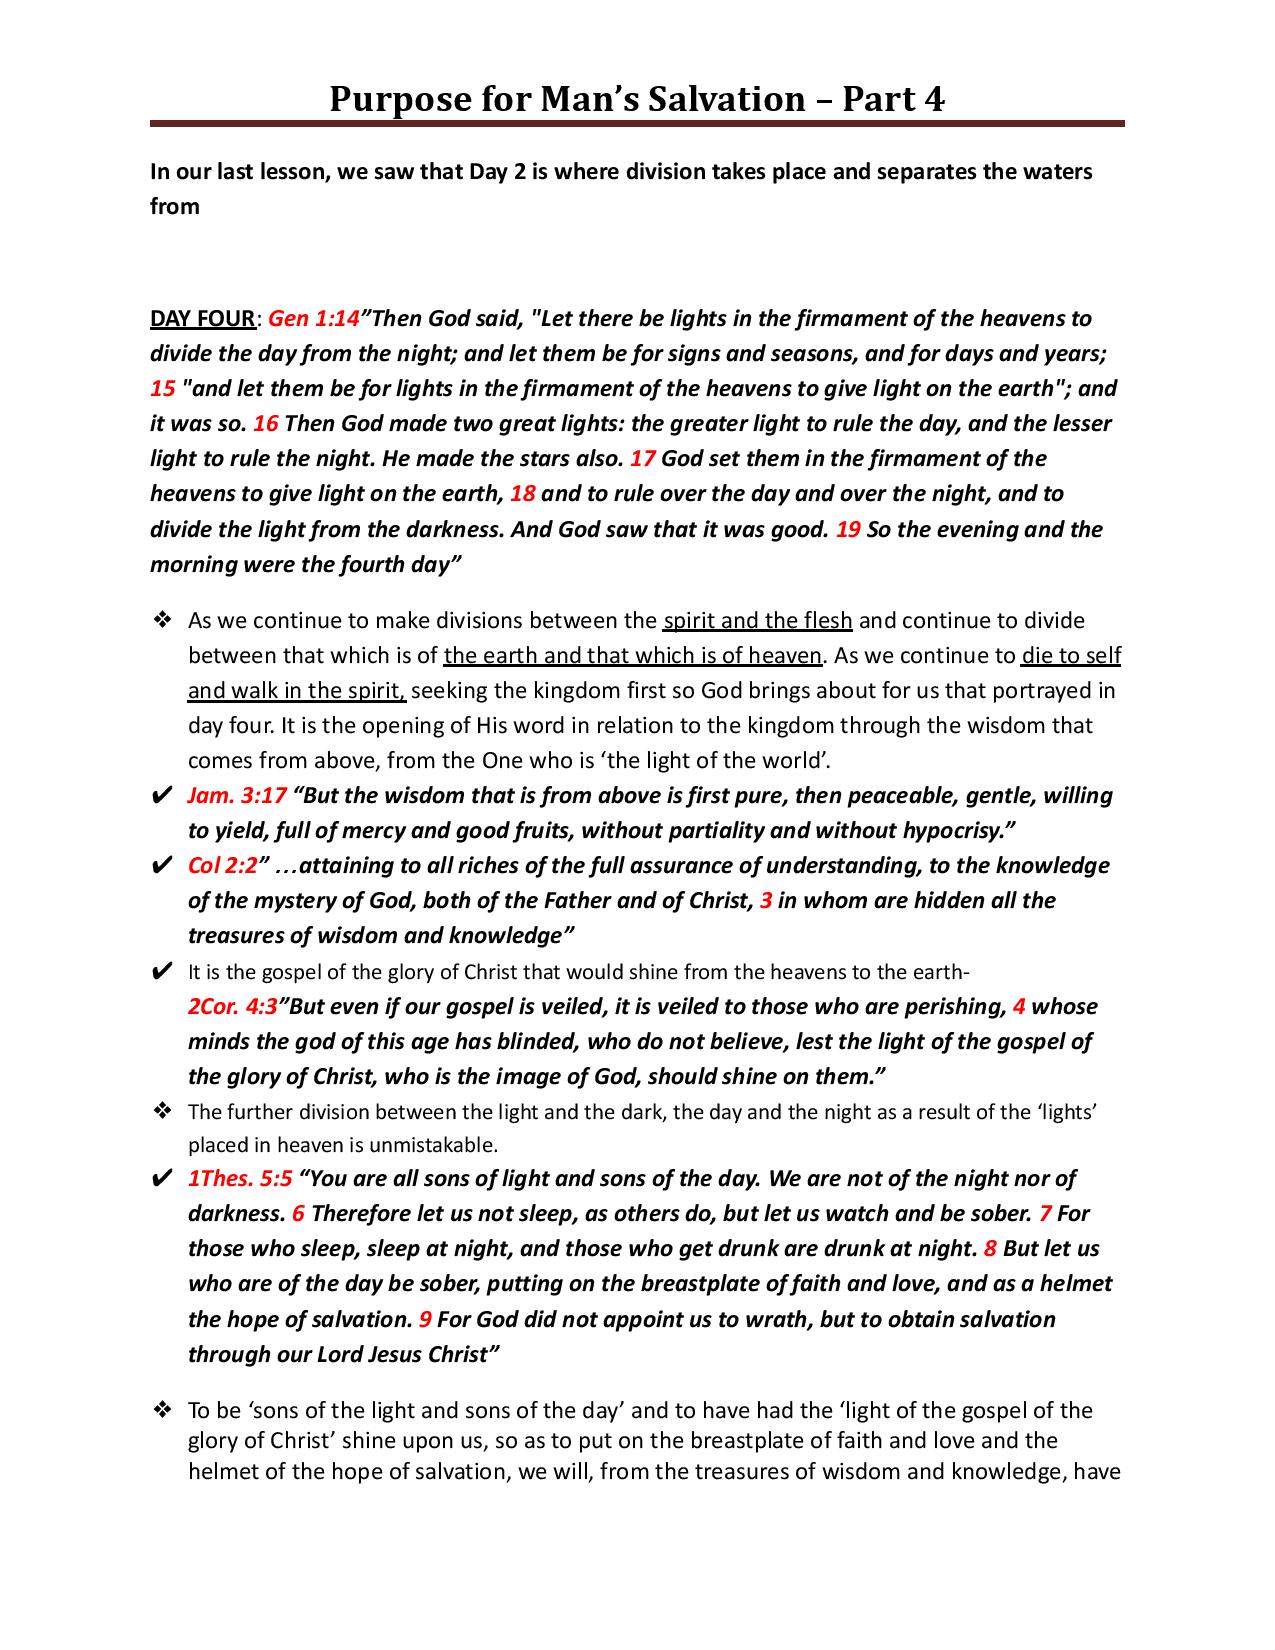 Purpose for Man’s Salvation – Part 4
In our last lesson, we saw that Day 2 is where division takes place and separates the waters
from
DAY FOUR: Gen 1:14”Then God said, "Let there be lights in the firmament of the heavens to
divide the day from the night; and let them be for signs and seasons, and for days and years;
15 "and let them be for lights in the firmament of the heavens to give light on the earth"; and
it was so. 16 Then God made two great lights: the greater light to rule the day, and the lesser
light to rule the night. He made the stars also. 17 God set them in the firmament of the
heavens to give light on the earth, 18 and to rule over the day and over the night, and to
divide the light from the darkness. And God saw that it was good. 19 So the evening and the
morning were the fourth day”
❖ As we continue to make divisions between the spirit and the flesh and continue to divide
between that which is of the earth and that which is of heaven. As we continue to die to self
and walk in the spirit, seeking the kingdom first so God brings about for us that portrayed in
day four. It is the opening of His word in relation to the kingdom through the wisdom that
comes from above, from the One who is ‘the light of the world’.
✔ Jam. 3:17 “But the wisdom that is from above is first pure, then peaceable, gentle, willing
to yield, full of mercy and good fruits, without partiality and without hypocrisy.”
✔ Col 2:2” …attaining to all riches of the full assurance of understanding, to the knowledge
of the mystery of God, both of the Father and of Christ, 3 in whom are hidden all the
treasures of wisdom and knowledge”
✔ It is the gospel of the glory of Christ that would shine from the heavens to the earth-
2Cor. 4:3”But even if our gospel is veiled, it is veiled to those who are perishing, 4 whose
minds the god of this age has blinded, who do not believe, lest the light of the gospel of
the glory of Christ, who is the image of God, should shine on them.”
❖ The further division between the light and the dark, the day and the night as a result of the ‘lights’
placed in heaven is unmistakable.
✔ 1Thes. 5:5 “You are all sons of light and sons of the day. We are not of the night nor of
darkness. 6 Therefore let us not sleep, as others do, but let us watch and be sober. 7 For
those who sleep, sleep at night, and those who get drunk are drunk at night. 8 But let us
who are of the day be sober, putting on the breastplate of faith and love, and as a helmet
the hope of salvation. 9 For God did not appoint us to wrath, but to obtain salvation
through our Lord Jesus Christ”
❖ To be ‘sons of the light and sons of the day’ and to have had the ‘light of the gospel of the
glory of Christ’ shine upon us, so as to put on the breastplate of faith and love and the
helmet of the hope of salvation, we will, from the treasures of wisdom and knowledge, have